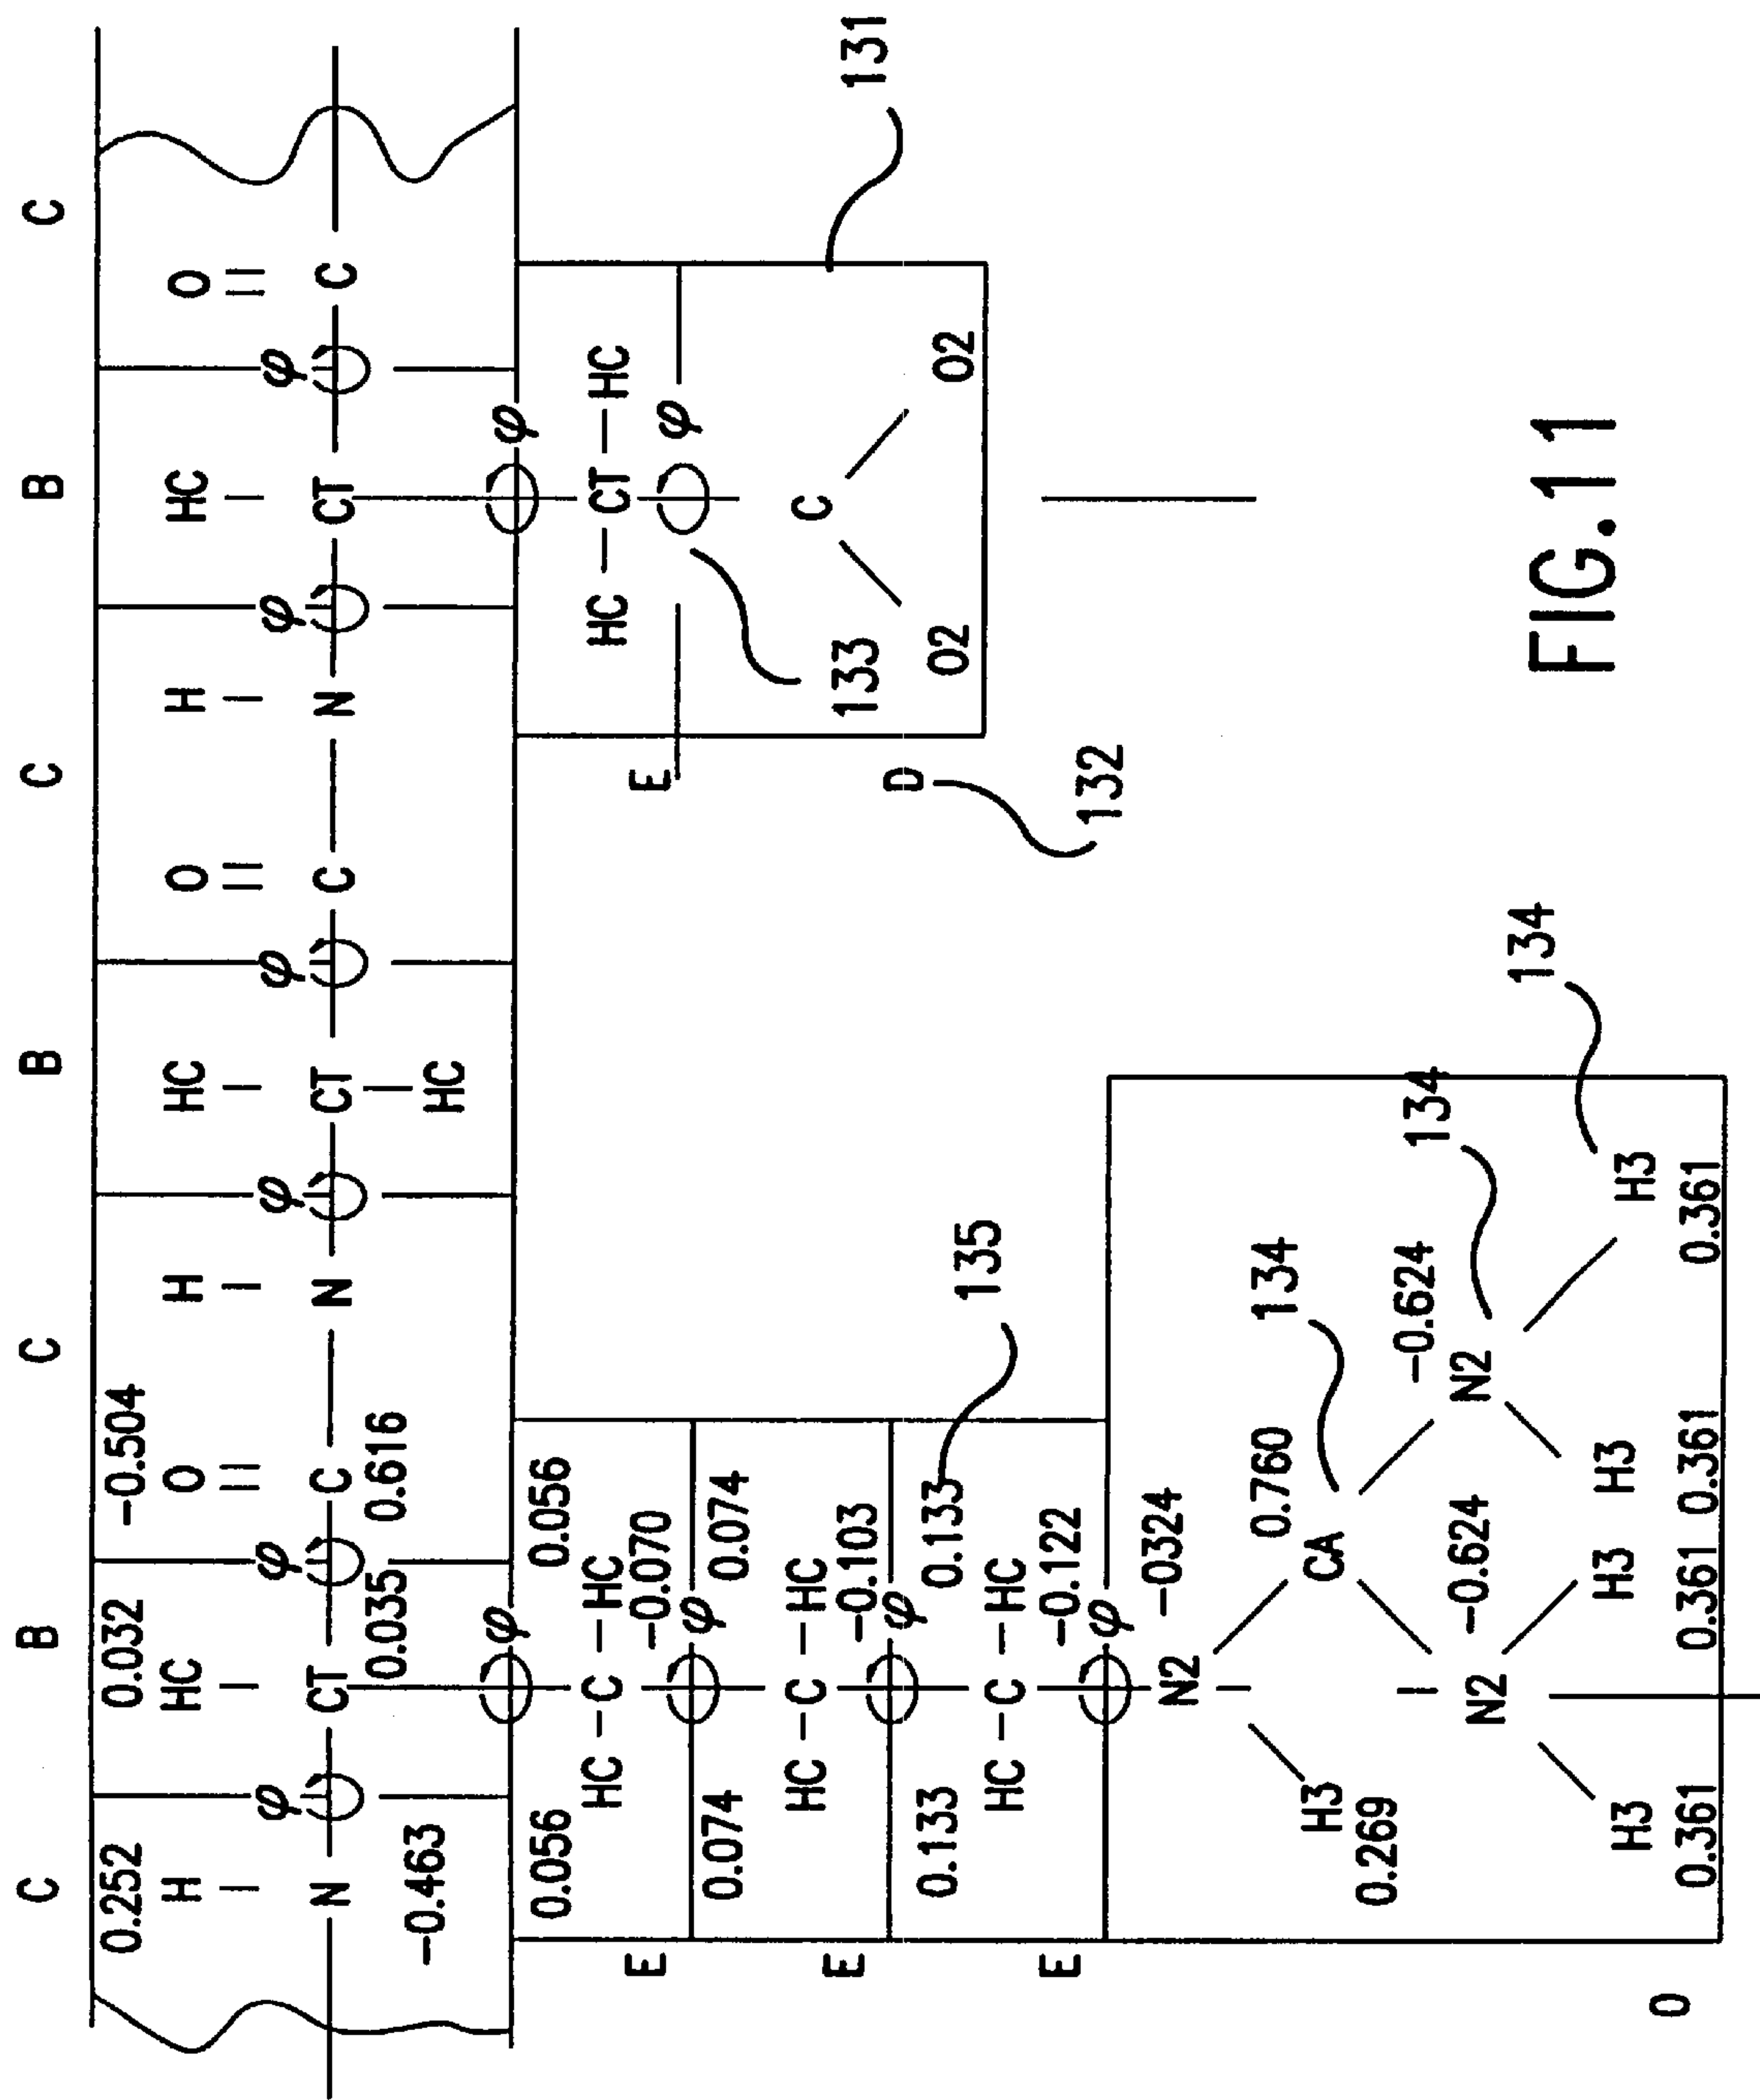 C B C B C B C
0.252 0.032 -0.504
H HC O H HC O H HC O
N φ CT φ C N φ CT φ C N φ CT φ C
-0.463 0.035 0.616 HC
φ φ
0.056 0.056
E HC-C-HC E HC-CT-HC
-0.070
φ φ
0.074 0.074
E HC-C-HC C
-0.103
φ D 131
0.133 0.133 133
E HC-C-HC O2 O2
-0.122 135 132
φ
N2 -0324
0.760
134
H3 CA
0.269 -0.624 -0.624 134
N2 N2 134
H3 H3 H3 H3
0.361 0.361 0.361 0.361
O
FIG.11